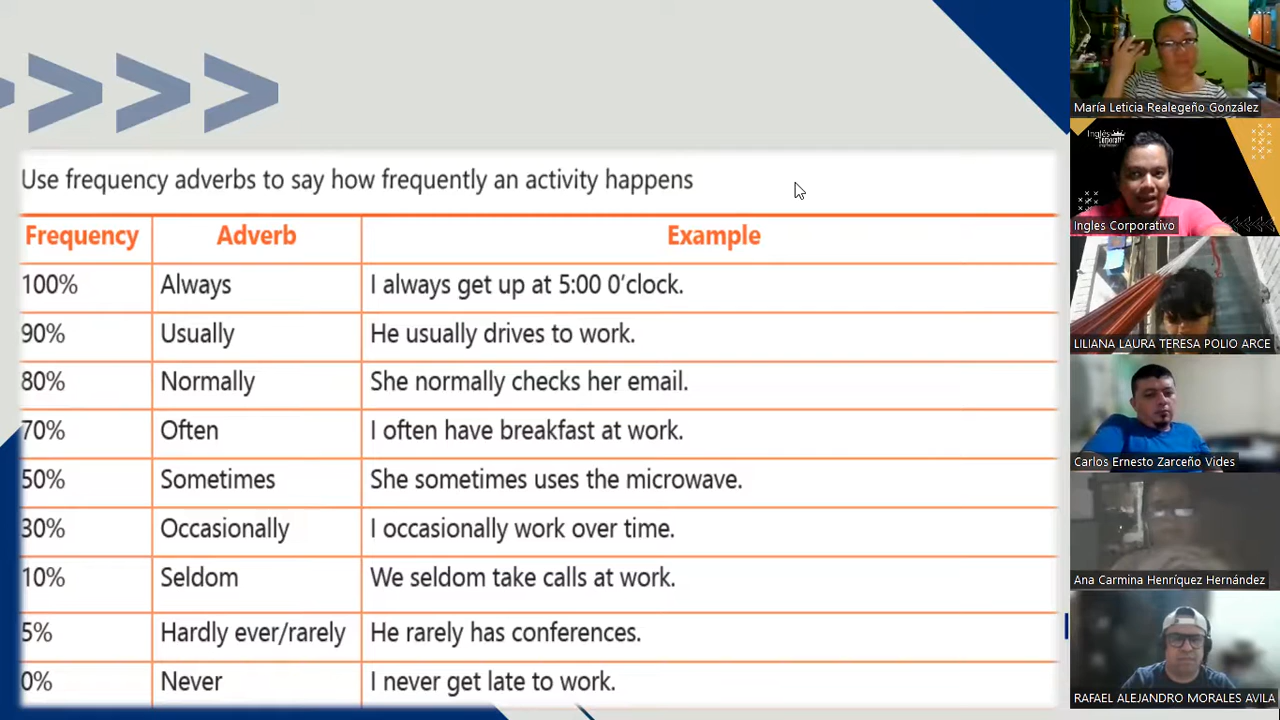 Use frequency adverbs to say how frequently an activity happens
Frequency Adverb Example
100% Always I always get up at 5:00 0'clock.
90% Usually He usually drives to work.
80% Normally She normally checks her email.
70% Often I often have breakfast at work.
50% Sometimes She sometimes uses the microwave.
30% Occasionally I occasionally work over time.
10% Seldom We seldom take calls at work.
5% Hardly ever/rarely He rarely has conferences.
0% Never I never get late to work.
María Leticia Realegeño González
Inglés
Corporativo
Ingles Corporativo
LILIANA LAURA TERESA POLIO ARCE
Carlos Ernesto Zarceño Vides
Ana Carmina Henríquez Hernández
RAFAEL ALEJANDRO MORALES AVILA